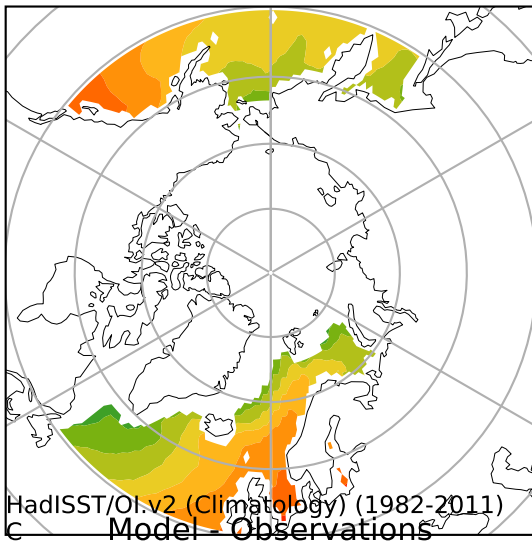 HadISST/OI.v2 (Climatology) (1982-2011)
C Model - Observations